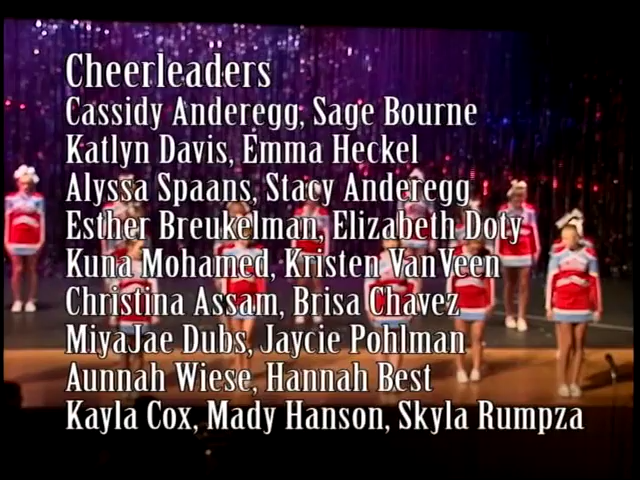 Cheerleaders
Cassidy Anderegg, Sage Bourne
Katlyn Davis, Emma Heckel
Alyssa Spaans, Stacy Anderegg
Esther Breukelman, Elizabeth Doty
Kuna Mohamed, Kristen VanVeen
Christina Assam, Brisa Chavez
MiyaJae Dubs, Jaycie Pohlman
Aunnah Wiese, Hannah Best
Kayla Cox, Mady Hanson, Skyla Rumpza